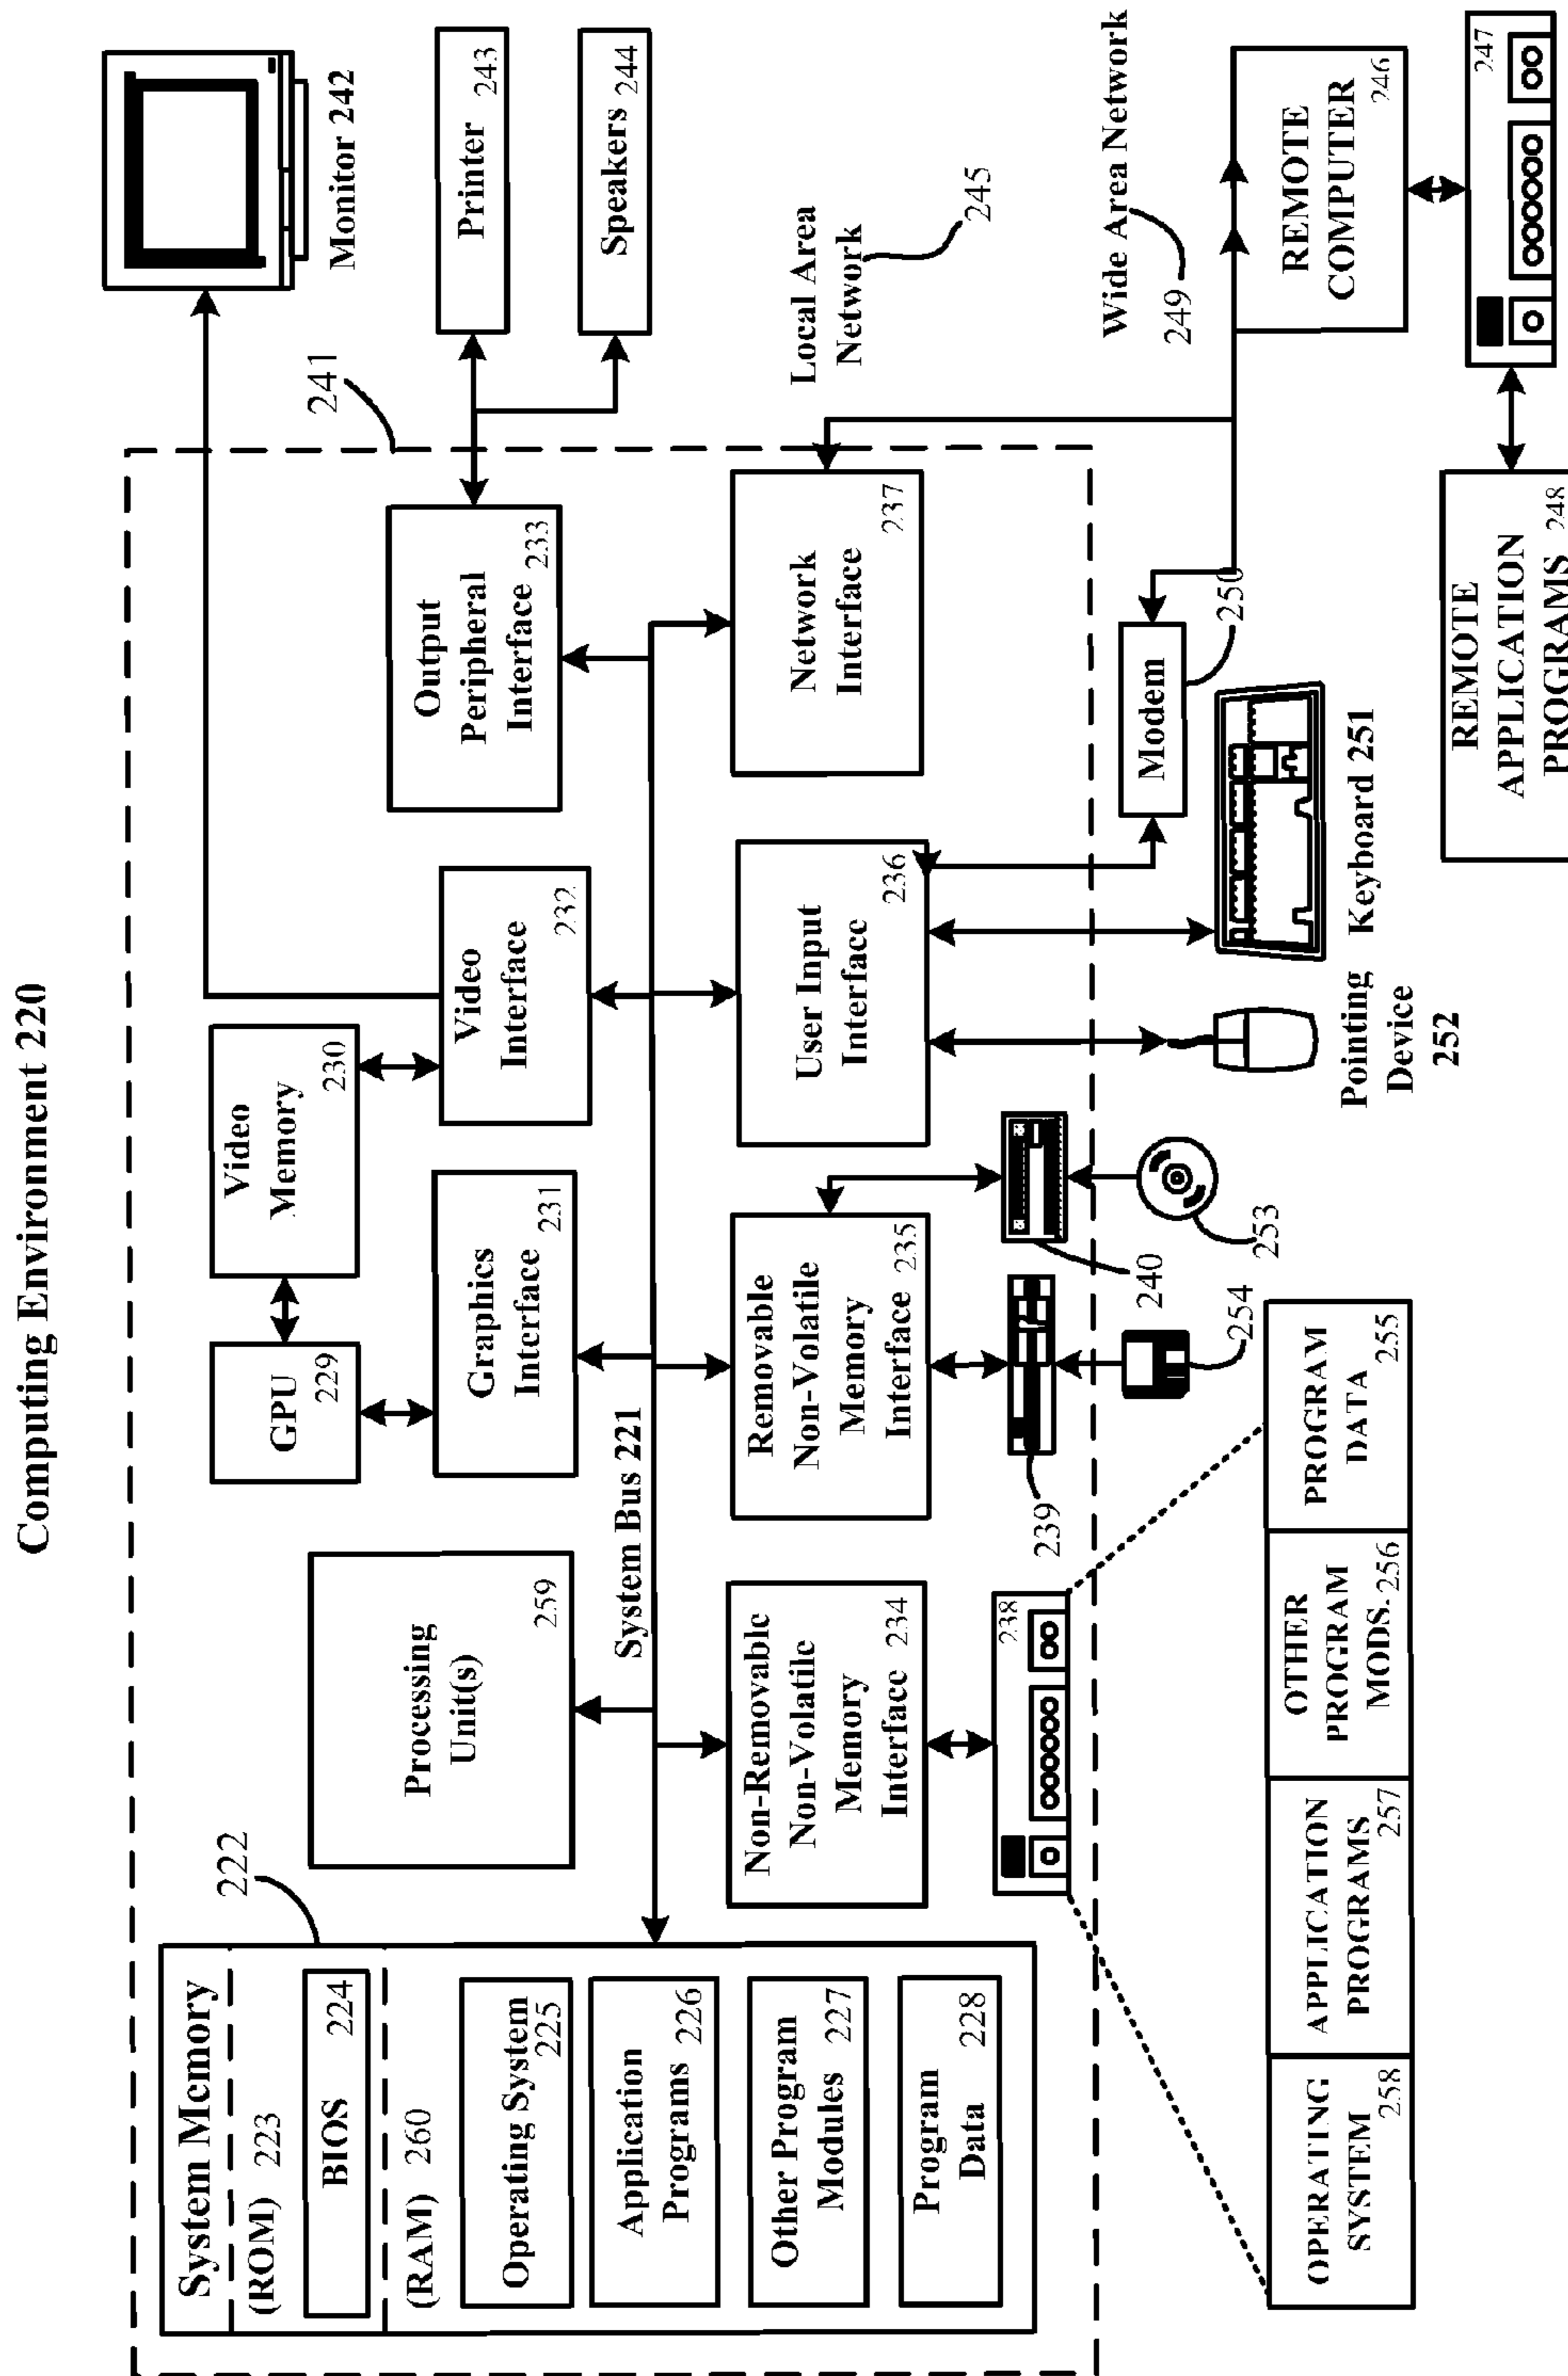 Computing Environment 220
System Memory
(ROM) 223
BIOS 224
(RAM) 260
Operating System
225
Application
Programs 226
Other Program
Modules 227
Program
Data 228
222
Processing
Unit(s)
259
System Bus 221
GPU
229
Video
Memory
230
Graphics
Interface 231
Video
Interface 232
Output
Peripheral
Interface 233
241
Monitor 242
Printer 243
Speakers 244
Non-Removable
Non-Volatile
Memory
Interface 234
Removable
Non-Volatile
Memory
Interface 235
User Input
Interface 236
Network
Interface 237
Local Area
Network
245
238
239
240
254
253
Modem
250
Wide Area Network
249
Pointing
Device
252
Keyboard 251
REMOTE
COMPUTER
246
247
REMOTE
APPLICATION
PROGRAMS 248
OPERATING
SYSTEM
258
APPLICATION
PROGRAMS
257
OTHER
PROGRAM
MODS. 256
PROGRAM
DATA
255